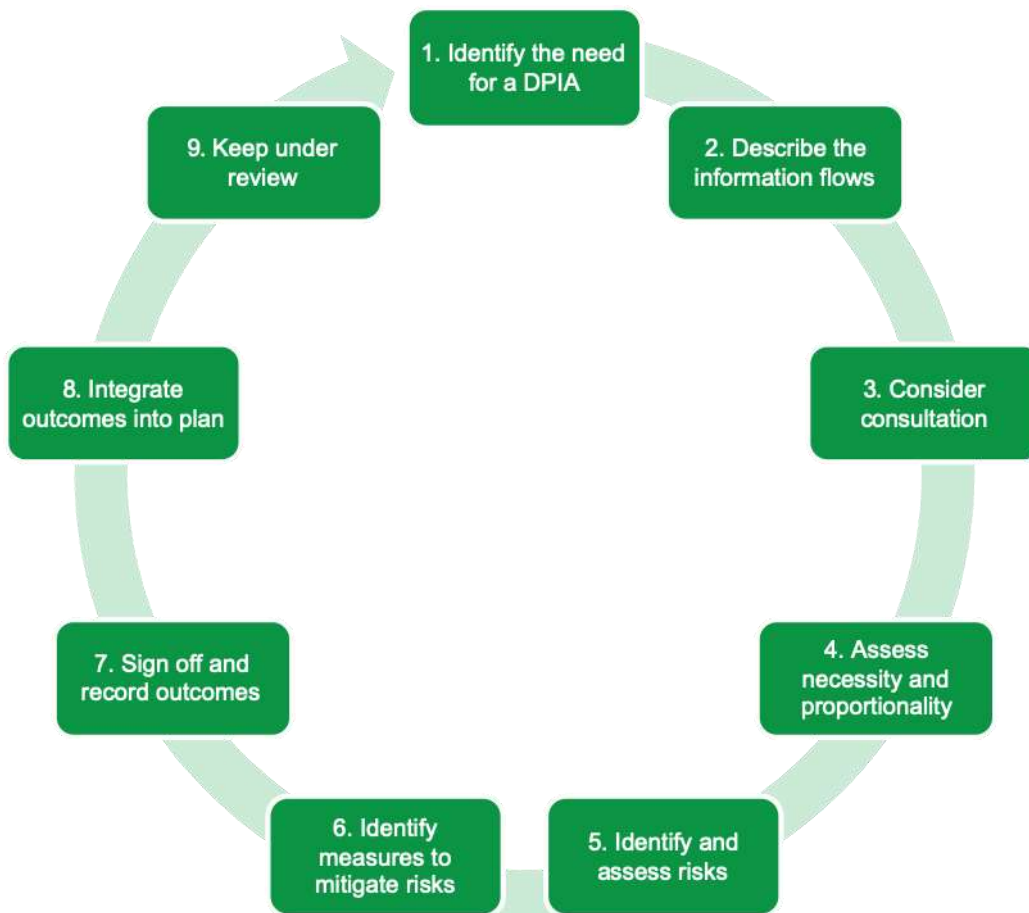 1. Identify the need
for a DPIA
2. Describe the
information flows
3. Consider
consultation
4. Assess
necessity and
proportionality
5. Identify and
assess risks
6. Identify
measures to
mitigate risks
7. Sign off and
record outcomes
8. Integrate
outcomes into plan
9. Keep under
review